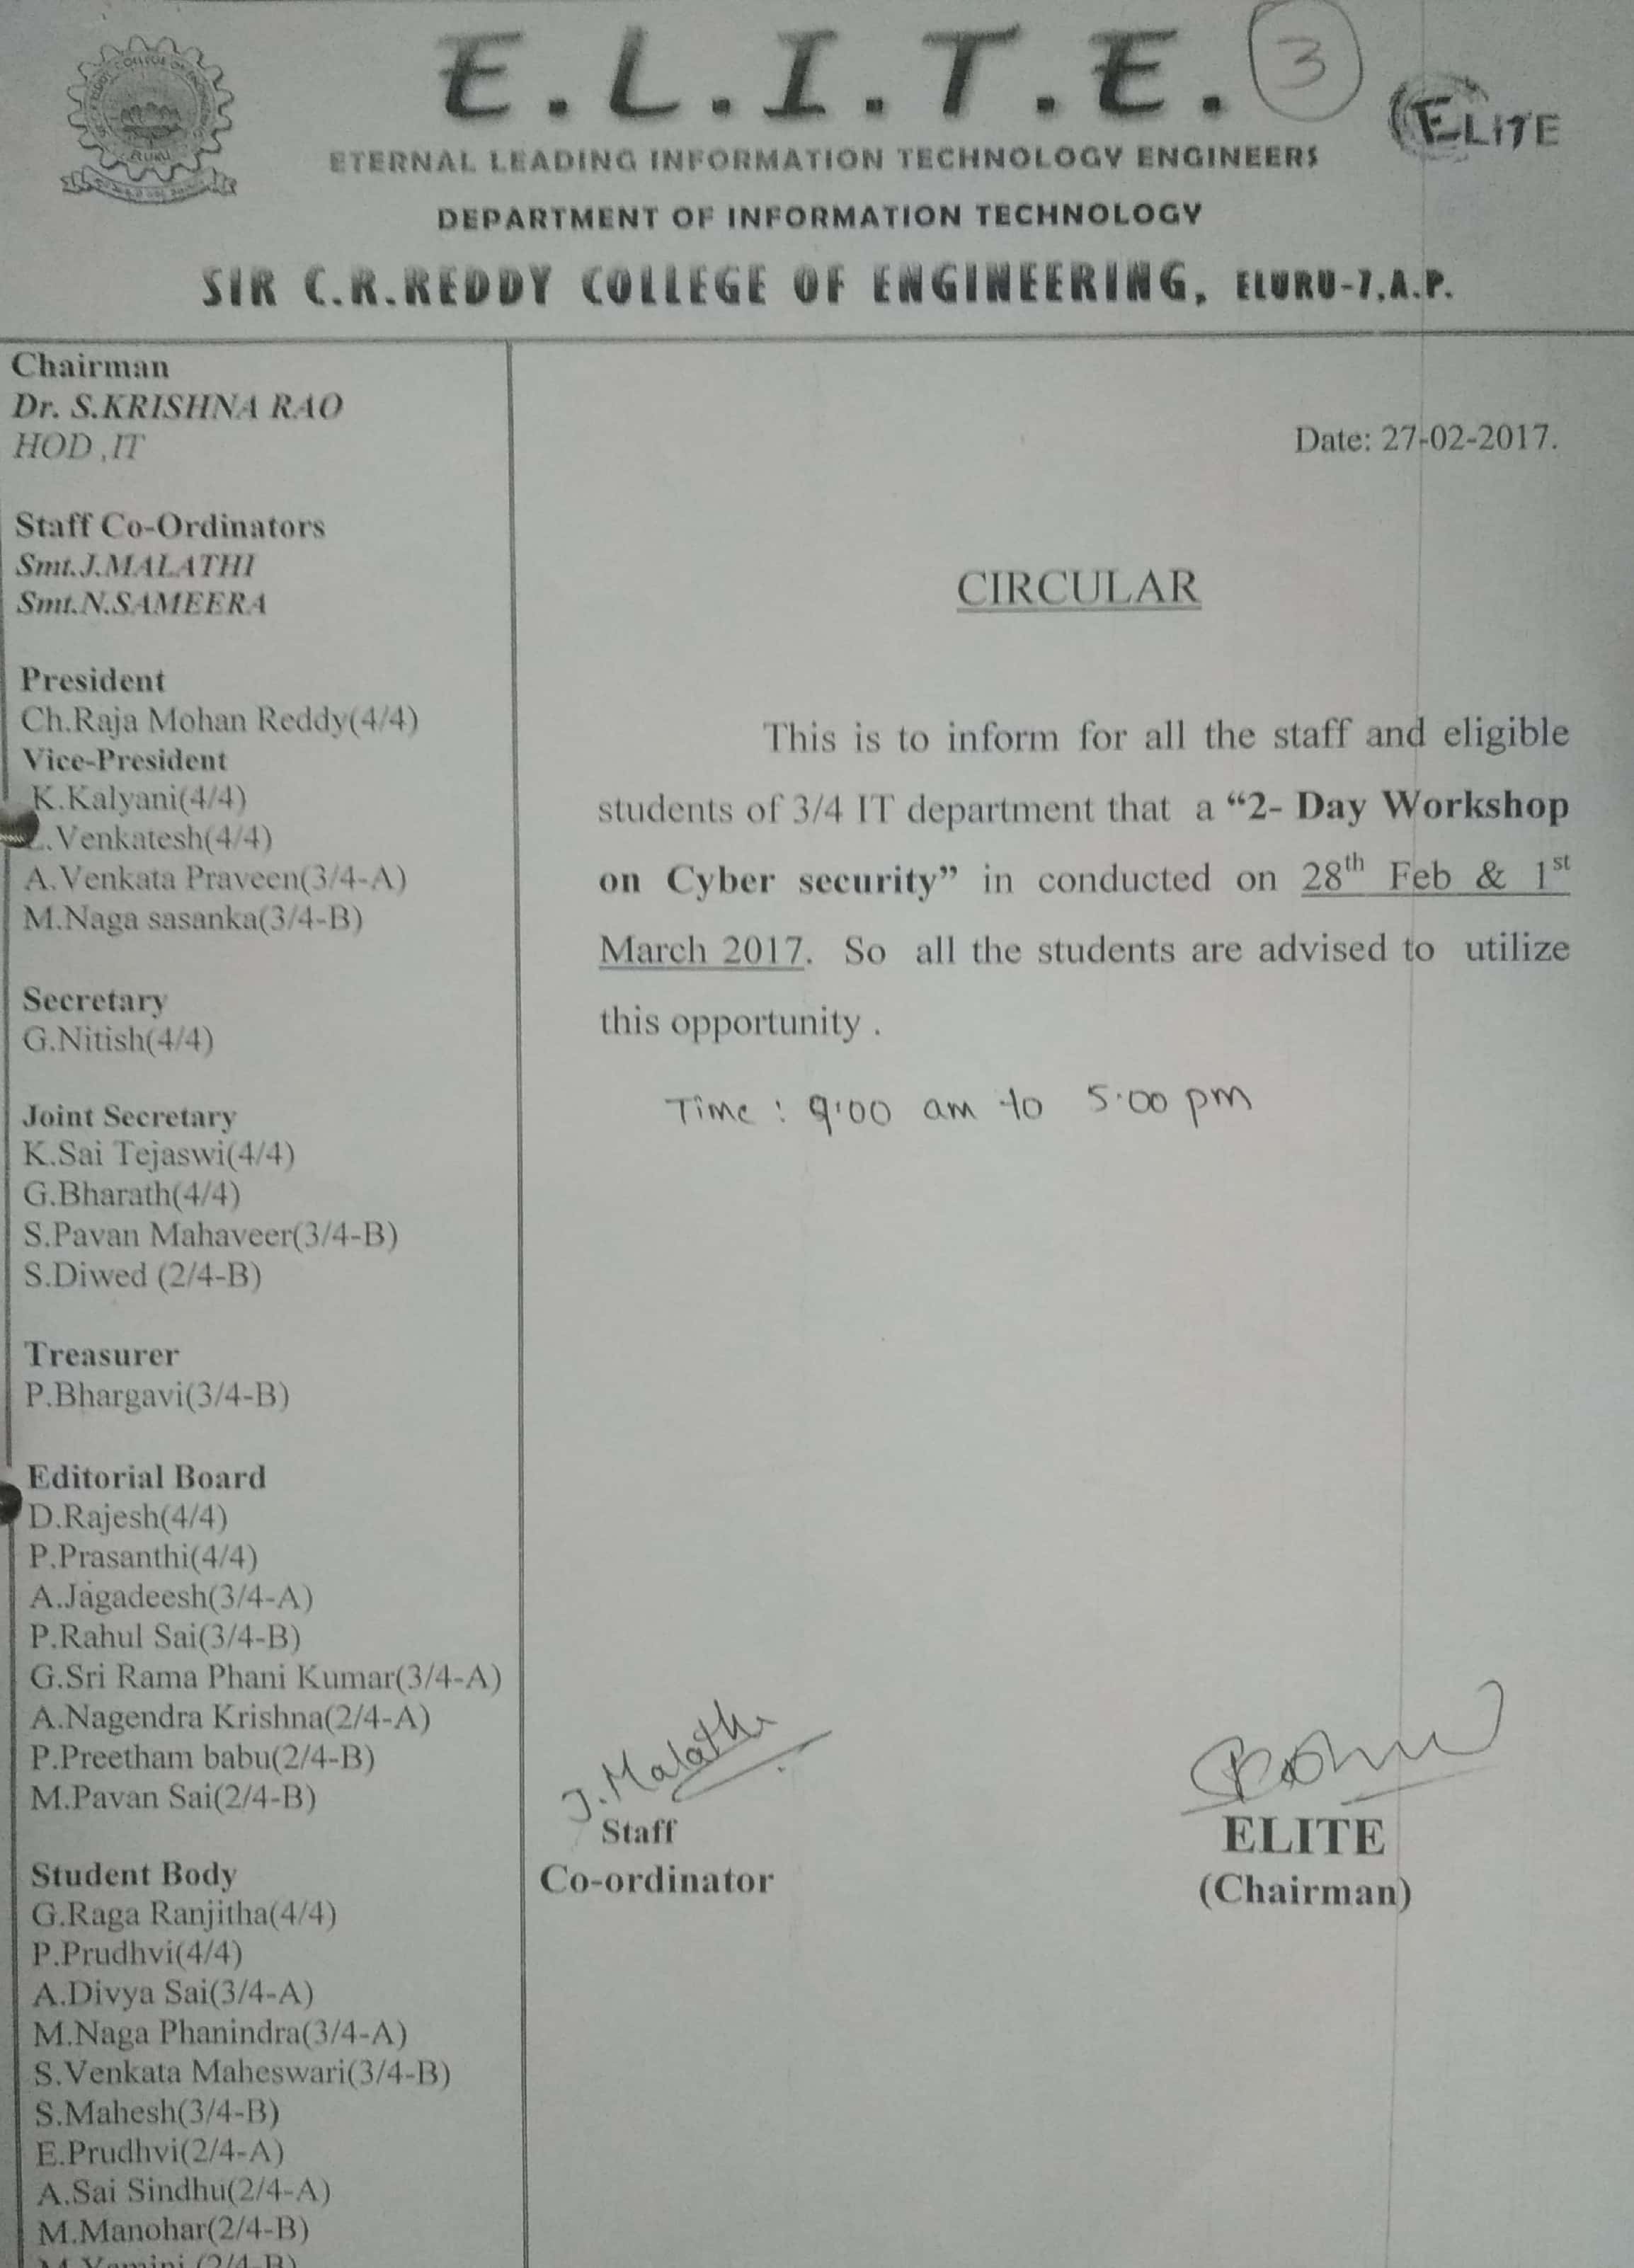 E.L.I.T.E.
3
ELITE
ETERNAL LEADING INFORMATION TECHNOLOGY ENGINEERS
DEPARTMENT OF INFORMATION TECHNOLOGY
SIR C.R.REDDY COLLEGE OF ENGINEERING, ELURU-7,A.P.
Chairman
Dr. S.KRISHNA RAO
HOD ,IT
Staff Co-Ordinators
Smt.J.MALATHI
Smt.N.SAMEERA
President
Ch.Raja Mohan Reddy(4/4)
Vice-President
K.Kalyani(4/4)
.Venkatesh(4/4)
A.Venkata Praveen(3/4-A)
M.Naga sasanka(3/4-B)
Secretary
G.Nitish(4/4)
Joint Secretary
K.Sai Tejaswi(4/4)
G.Bharath(4/4)
S.Pavan Mahaveer(3/4-B)
S.Diwed (2/4-B)
Treasurer
P.Bhargavi(3/4-B)
Editorial Board
D.Rajesh(4/4)
P.Prasanthi(4/4)
A.Jagadeesh(3/4-A)
P.Rahul Sai(3/4-B)
G.Sri Rama Phani Kumar(3/4-A)
A.Nagendra Krishna(2/4-A)
P.Preetham babu(2/4-B)
M.Pavan Sai(2/4-B)
Student Body
G.Raga Ranjitha(4/4)
P.Prudhvi(4/4)
A.Divya Sai(3/4-A)
M.Naga Phanindra(3/4-A)
S.Venkata Maheswari(3/4-B)
S.Mahesh(3/4-B)
E.Prudhvi(2/4-A)
A.Sai Sindhu(2/4-A)
M.Manohar(2/4-B)
M.Yamini (2/4-B)
Date: 27-02-2017.
CIRCULAR
This is to inform for all the staff and eligible
students of 3/4 IT department that a “2- Day Workshop
on Cyber security” in conducted on 28th Feb & 1st
March 2017. So all the students are advised to utilize
this opportunity .
Time : 9.00 am to 5.00 pm
J.Malathi
Staff
Co-ordinator
ELITE
(Chairman)